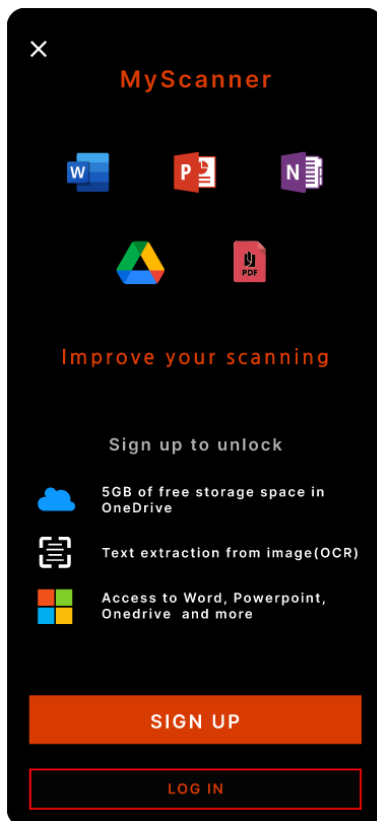 MyScanner
W P N
PDF
Improve your scanning
Sign up to unlock
5GB of free storage space in
OneDrive
Text extraction from image(OCR)
Access to Word, Powerpoint,
Onedrive  and more
SIGN UP
LOG IN